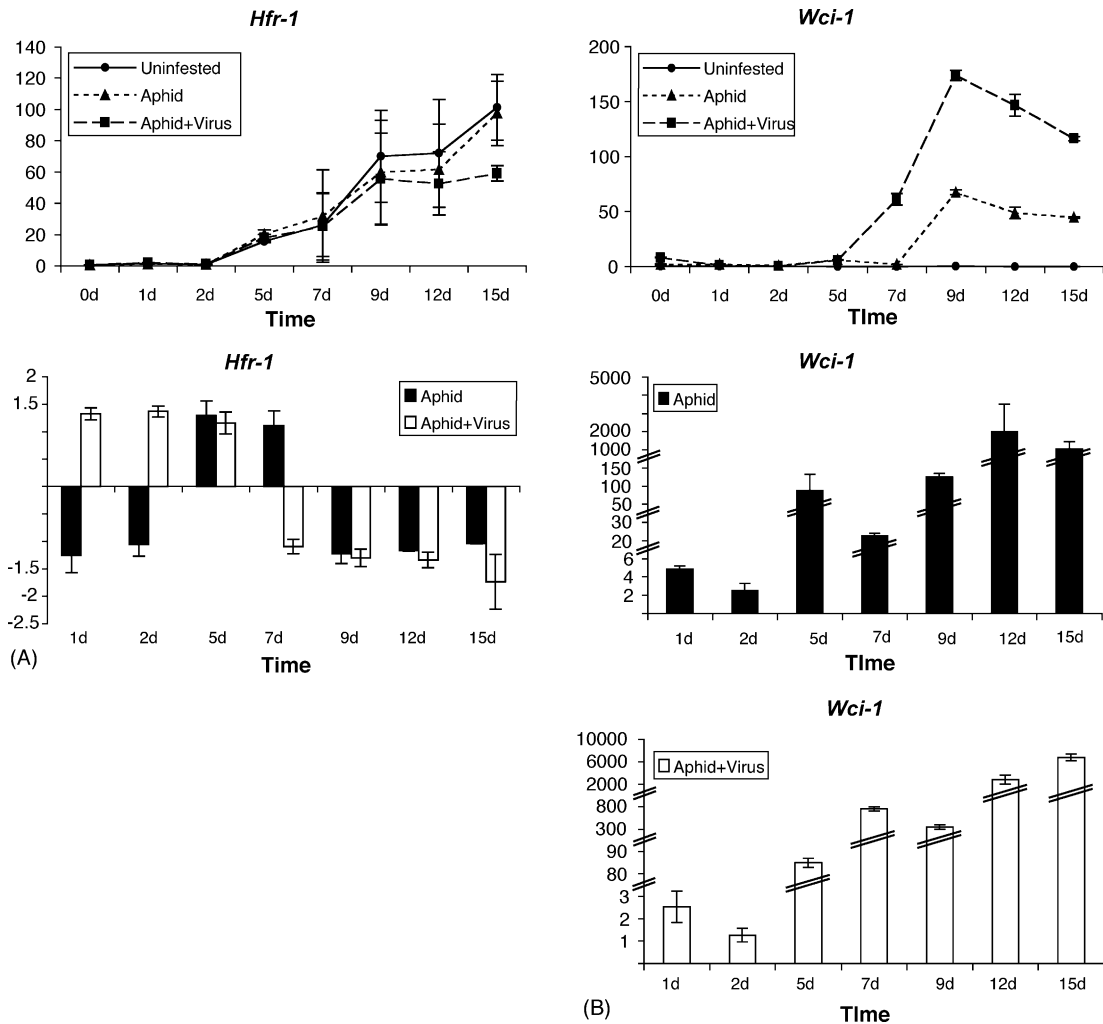 Hfr-1
140
120
100
80
60
40
20
0
Uninfested
Aphid
Aphid+Virus
0d 1d 2d 5d 7d 9d 12d 15d
Time
Wci-1
200
150
100
50
0
Uninfested
Aphid
Aphid+Virus
0d 1d 2d 5d 7d 9d 12d 15d
TIme
Hfr-1
2
1.5
-1.5
-2
-2.5
Aphid
Aphid+Virus
1d 2d 5d 7d 9d 12d 15d
(A)
Time
Wci-1
5000
2000
1000
150
100
50
30
20
6
4
2
Aphid
1d 2d 5d 7d 9d 12d 15d
TIme
Wci-1
10000
6000
2000
800
300
90
80
3
2
1
Aphid+Virus
1d 2d 5d 7d 9d 12d 15d
(B)
TIme